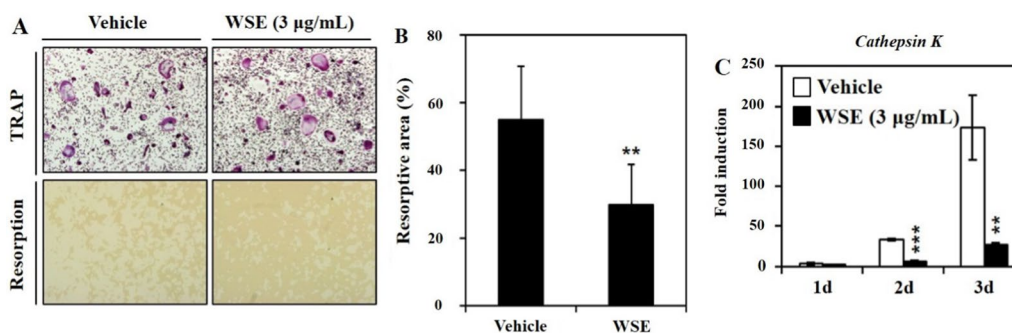 A
Vehicle
WSE (3 µg/mL)
TRAP
Resorption
B
80
60
40
20
0
Resorptive area (%)
**
Vehicle
WSE
C
Cathepsin K
250
200
150
100
50
0
Fold induction
Vehicle
WSE (3 µg/mL)
***
**
1d
2d
3d